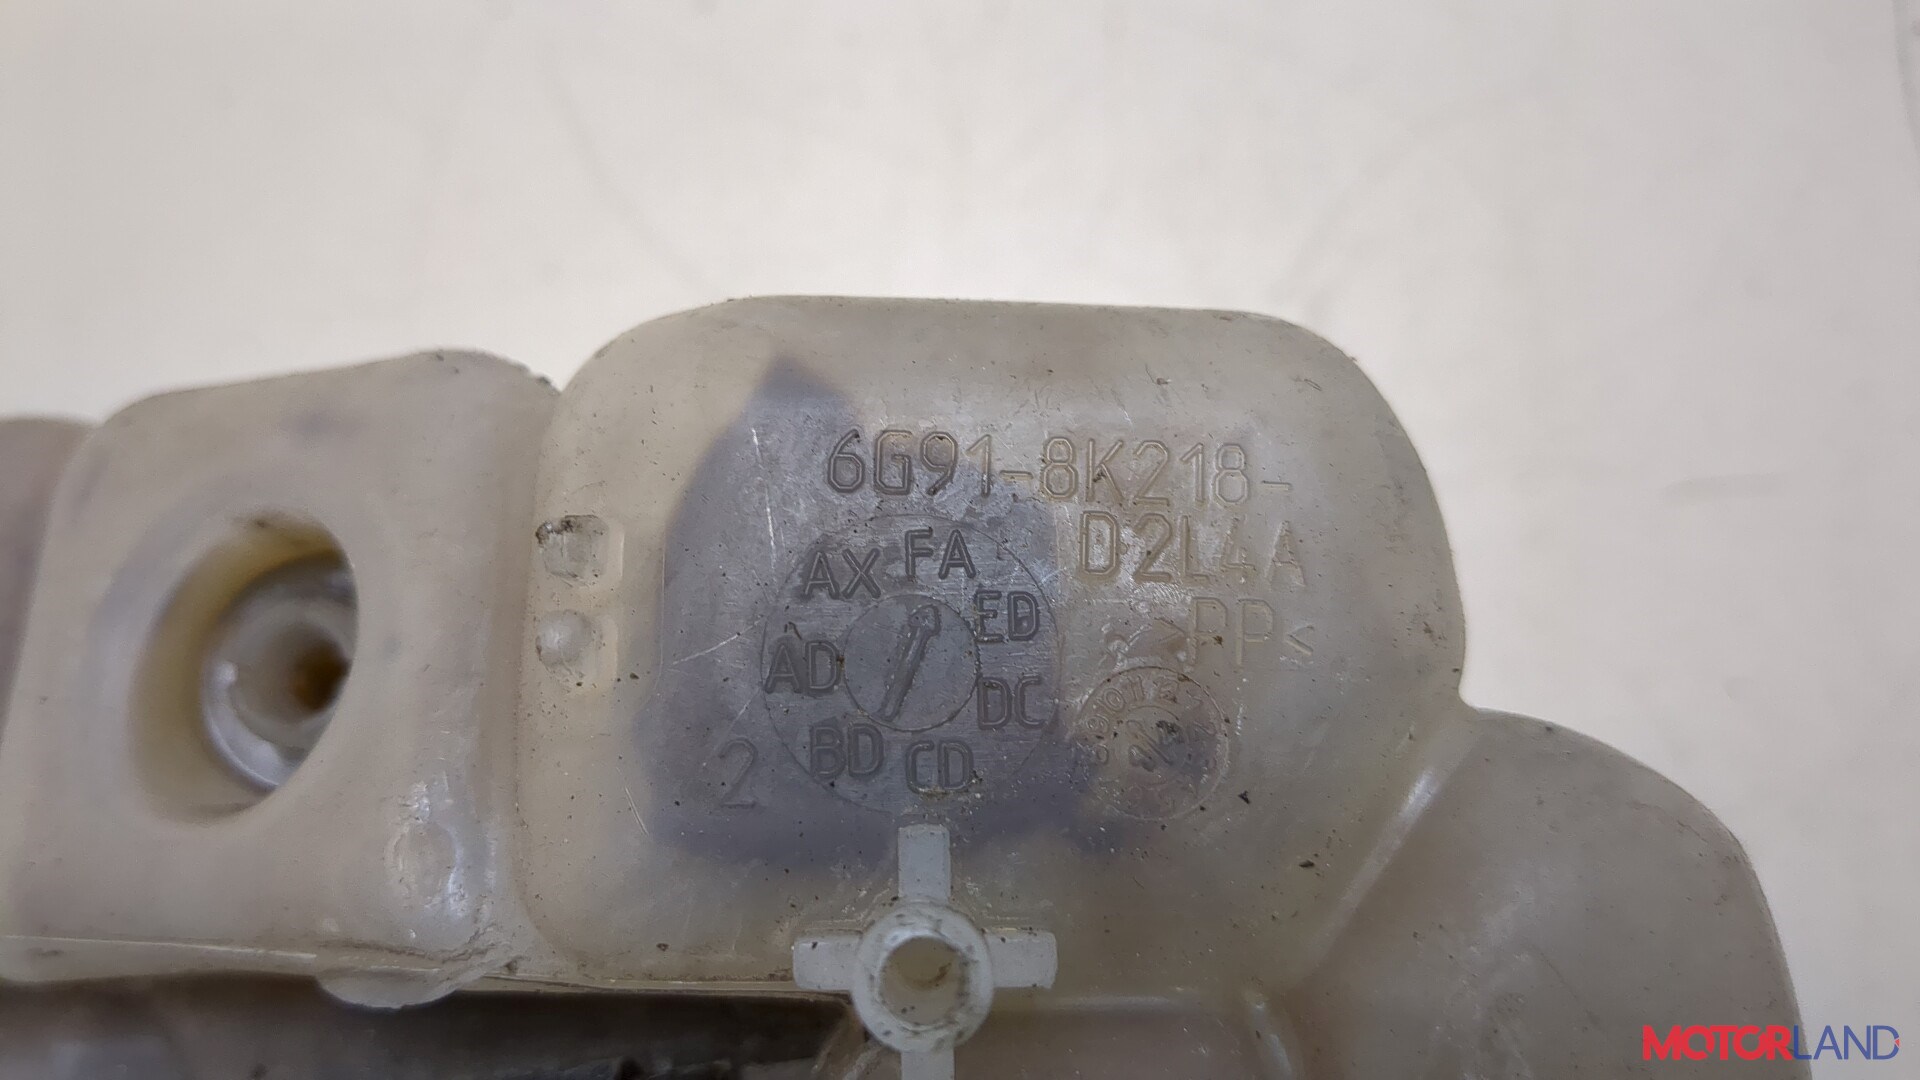 6G91-8K218-
D2L4A
>PP<
FA
AX
ED
AD
DC
BD
CD
2
MOTORLAND